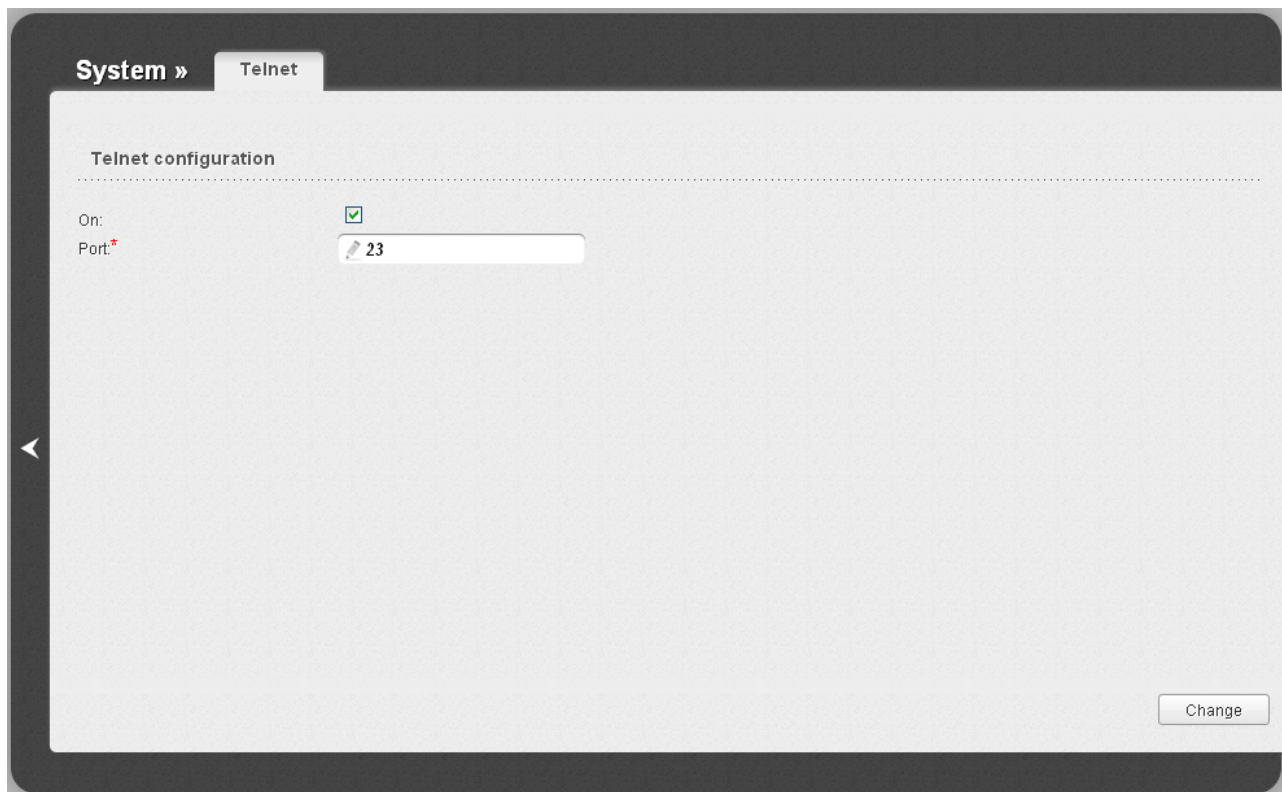 System »
Telnet
Telnet configuration
On:
Port:*
23
Change